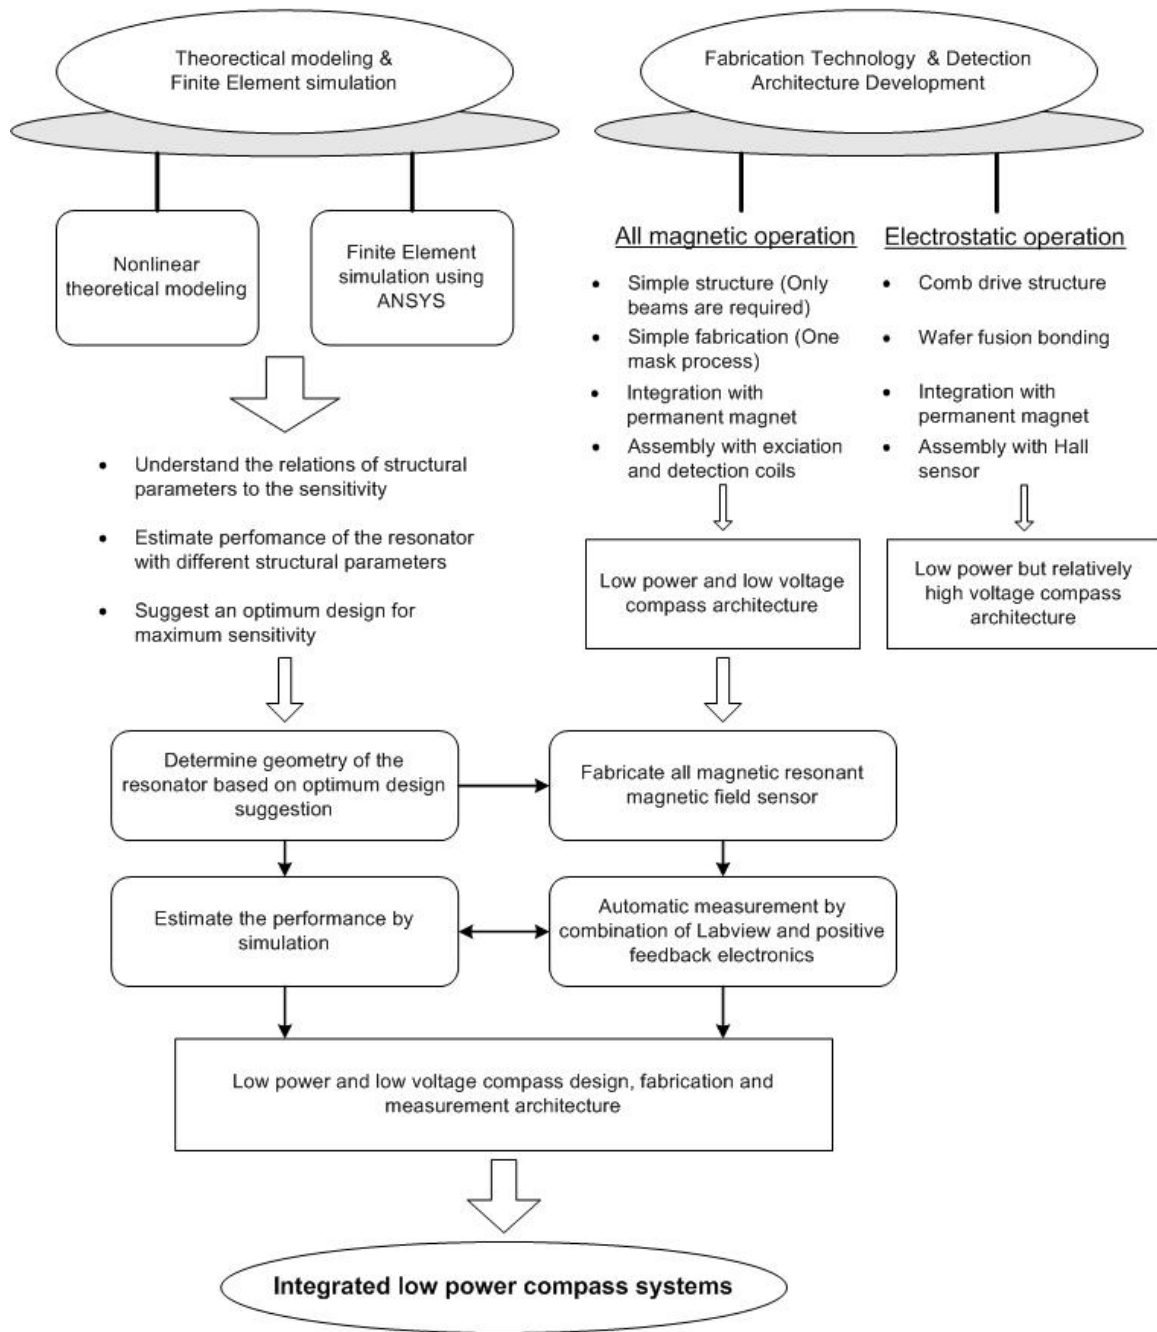 Theorectical modeling &
Finite Element simulation
Fabrication Technology & Detection
Architecture Development
Nonlinear
theoretical modeling
Finite Element
simulation using
ANSYS
All magnetic operation
• Simple structure (Only
beams are required)
• Simple fabrication (One
mask process)
• Integration with
permanent magnet
• Assembly with exciation
and detection coils
Electrostatic operation
• Comb drive structure
• Wafer fusion bonding
• Integration with
permanent magnet
• Assembly with Hall
sensor
• Understand the relations of structural
parameters to the sensitivity
• Estimate perfomance of the resonator
with different structural parameters
• Suggest an optimum design for
maximum sensitivity
Low power and low voltage
compass architecture
Low power but relatively
high voltage compass
architecture
Determine geometry of the
resonator based on optimum design
suggestion
Fabricate all magnetic resonant
magnetic field sensor
Estimate the performance by
simulation
Automatic measurement by
combination of Labview and positive
feedback electronics
Low power and low voltage compass design, fabrication and
measurement architecture
Integrated low power compass systems